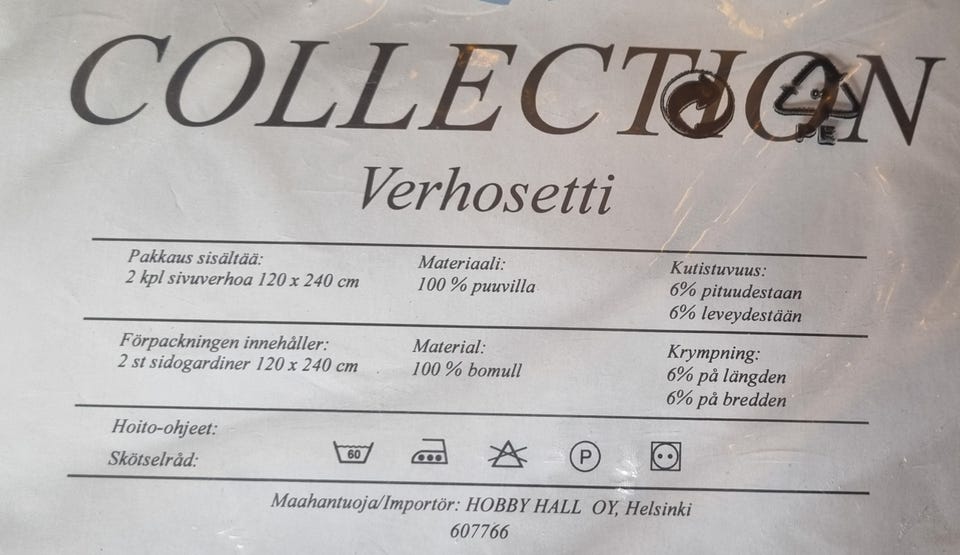 COLLECTION
PE
Verhosetti
Pakkaus sisältää:
2 kpl sivuverhoa 120 x 240 cm
Materiaali:
100 % puuvilla
Kutistuvuus:
6% pituudestaan
6% leveydestään
Förpackningen innehåller:
2 st sidogardiner 120 x 240 cm
Material:
100 % bomull
Krympning:
6% på längden
6% på bredden
Hoito-ohjeet:
Skötselråd:
60
P
Maahantuoja/Importör: HOBBY HALL OY, Helsinki
607766